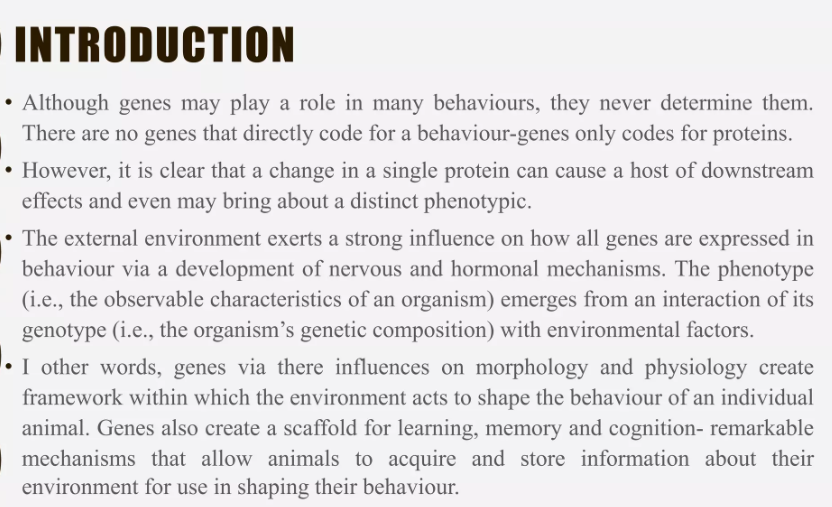 INTRODUCTION
• Although genes may play a role in many behaviours, they never determine them.
There are no genes that directly code for a behaviour-genes only codes for proteins.
• However, it is clear that a change in a single protein can cause a host of downstream
effects and even may bring about a distinct phenotypic.
• The external environment exerts a strong influence on how all genes are expressed in
behaviour via a development of nervous and hormonal mechanisms. The phenotype
(i.e., the observable characteristics of an organism) emerges from an interaction of its
genotype (i.e., the organism's genetic composition) with environmental factors.
• I other words, genes via there influences on morphology and physiology create
framework within which the environment acts to shape the behaviour of an individual
animal. Genes also create a scaffold for learning, memory and cognition- remarkable
mechanisms that allow animals to acquire and store information about their
environment for use in shaping their behaviour.